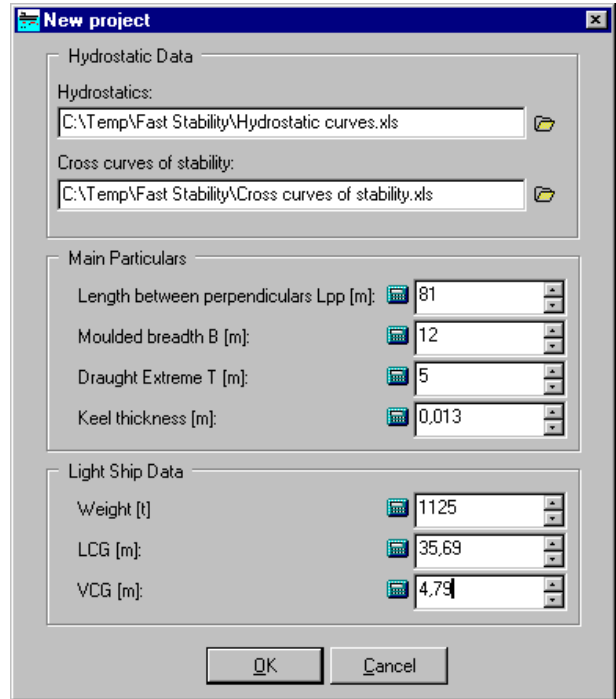 New project
Hydrostatic Data
Hydrostatics:
C:\Temp\Fast Stability\Hydrostatic curves.xls
Cross curves of stability:
C:\Temp\Fast Stability\Cross curves of stability.xls
Main Particulars
Length between perpendiculars Lpp [m]: 81
Moulded breadth B [m]: 12
Draught Extreme T [m]: 5
Keel thickness [m]: 0,013
Light Ship Data
Weight [t] 1125
LCG [m]: 35,69
VCG [m]: 4,79
OK Cancel